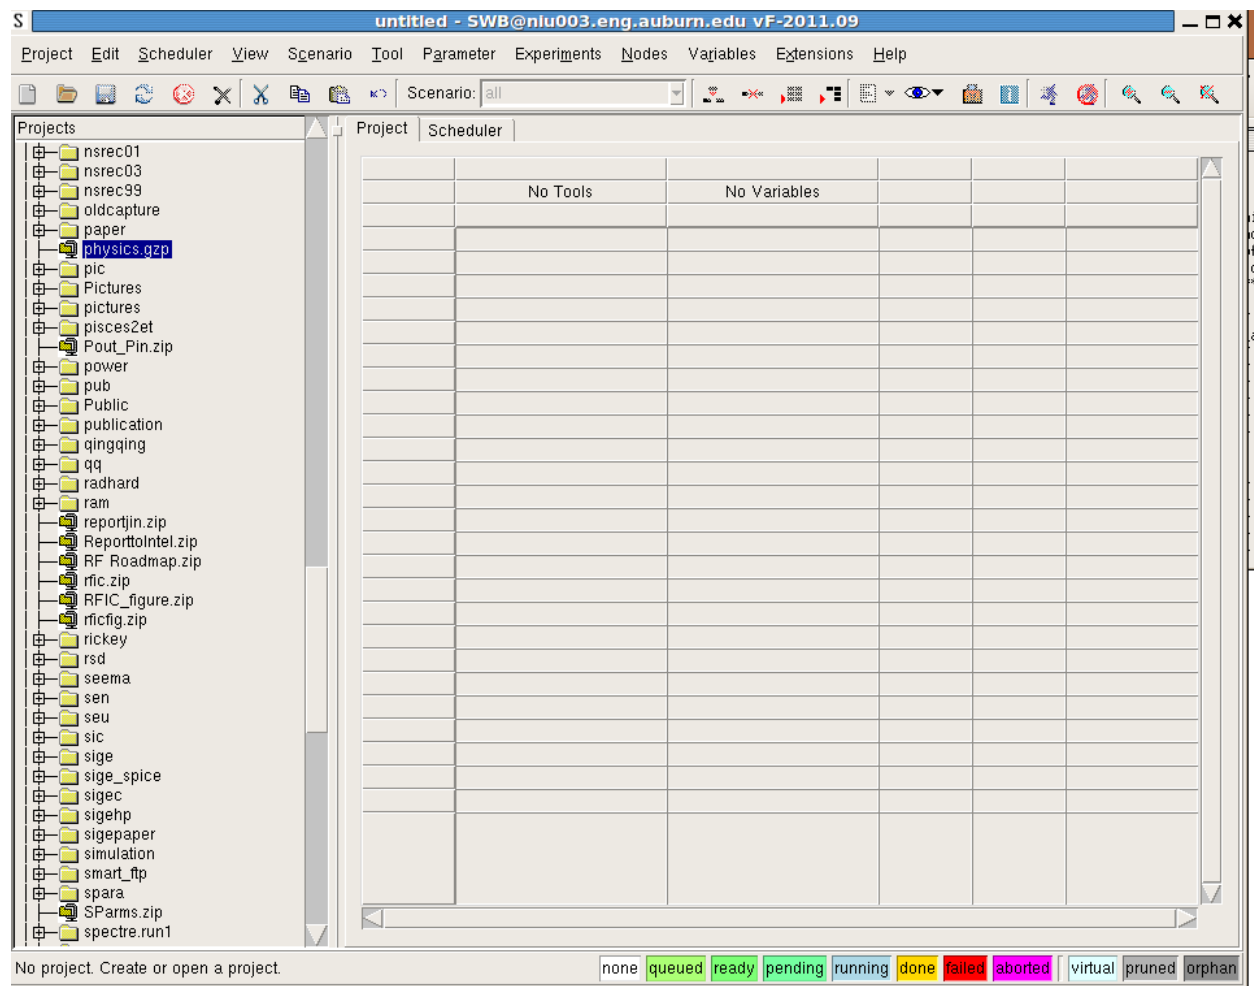 S untitled - SWB@nlu003.eng.auburn.edu vF-2011.09
Project Edit Scheduler View Scenario Tool Parameter Experiments Nodes Variables Extensions Help
Scenario: all
Projects
Project Scheduler
nsrec01
nsrec03
nsrec99
No Tools No Variables
oldcapture
paper
physics.gzp
pic
Pictures
pictures
pisces2et
Pout_Pin.zip
power
pub
Public
publication
qingqing
qq
radhard
ram
reportjin.zip
ReporttoIntel.zip
RF Roadmap.zip
rfic.zip
RFIC_figure.zip
rficfig.zip
rickey
rsd
seema
sen
seu
sic
sige
sige_spice
sigec
sigehp
sigepaper
simulation
smart_ftp
spara
SParms.zip
spectre.run1
No project. Create or open a project. none queued ready pending running done failed aborted virtual pruned orphan